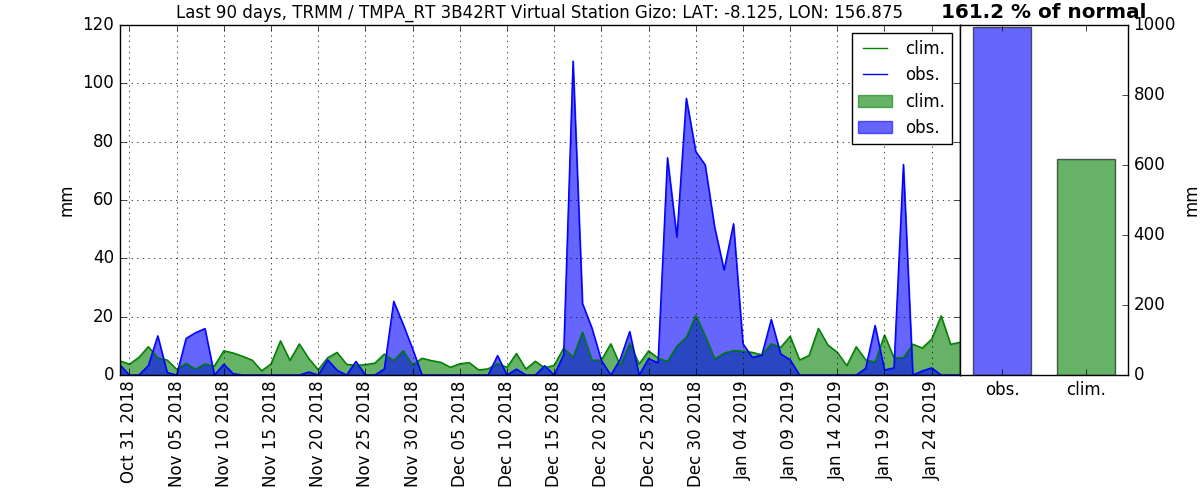 Last 90 days, TRMM / TMPA_RT 3B42RT Virtual Station Gizo: LAT: -8.125, LON: 156.875
161.2 % of normal
120
100
80
60
40
20
0
mm
clim.
obs.
clim.
obs.
Oct 31 2018
Nov 05 2018
Nov 10 2018
Nov 15 2018
Nov 20 2018
Nov 25 2018
Nov 30 2018
Dec 05 2018
Dec 10 2018
Dec 15 2018
Dec 20 2018
Dec 25 2018
Dec 30 2018
Jan 04 2019
Jan 09 2019
Jan 14 2019
Jan 19 2019
Jan 24 2019
1000
800
600
400
200
0
mm
obs.
clim.